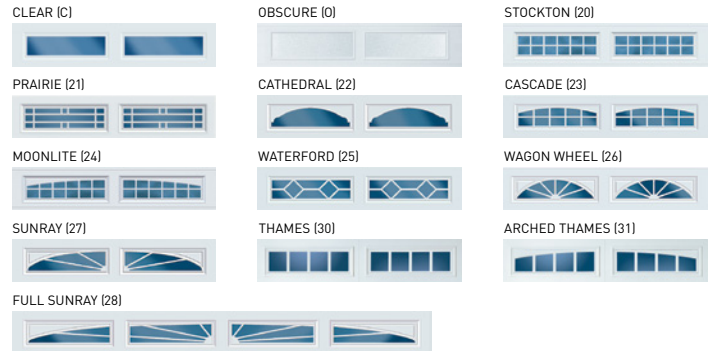 CLEAR (C)
OBSCURE (O)
STOCKTON (20)
PRAIRIE (21)
CATHEDRAL (22)
CASCADE (23)
MOONLITE (24)
WATERFORD (25)
WAGON WHEEL (26)
SUNRAY (27)
THAMES (30)
ARCHED THAMES (31)
FULL SUNRAY (28)